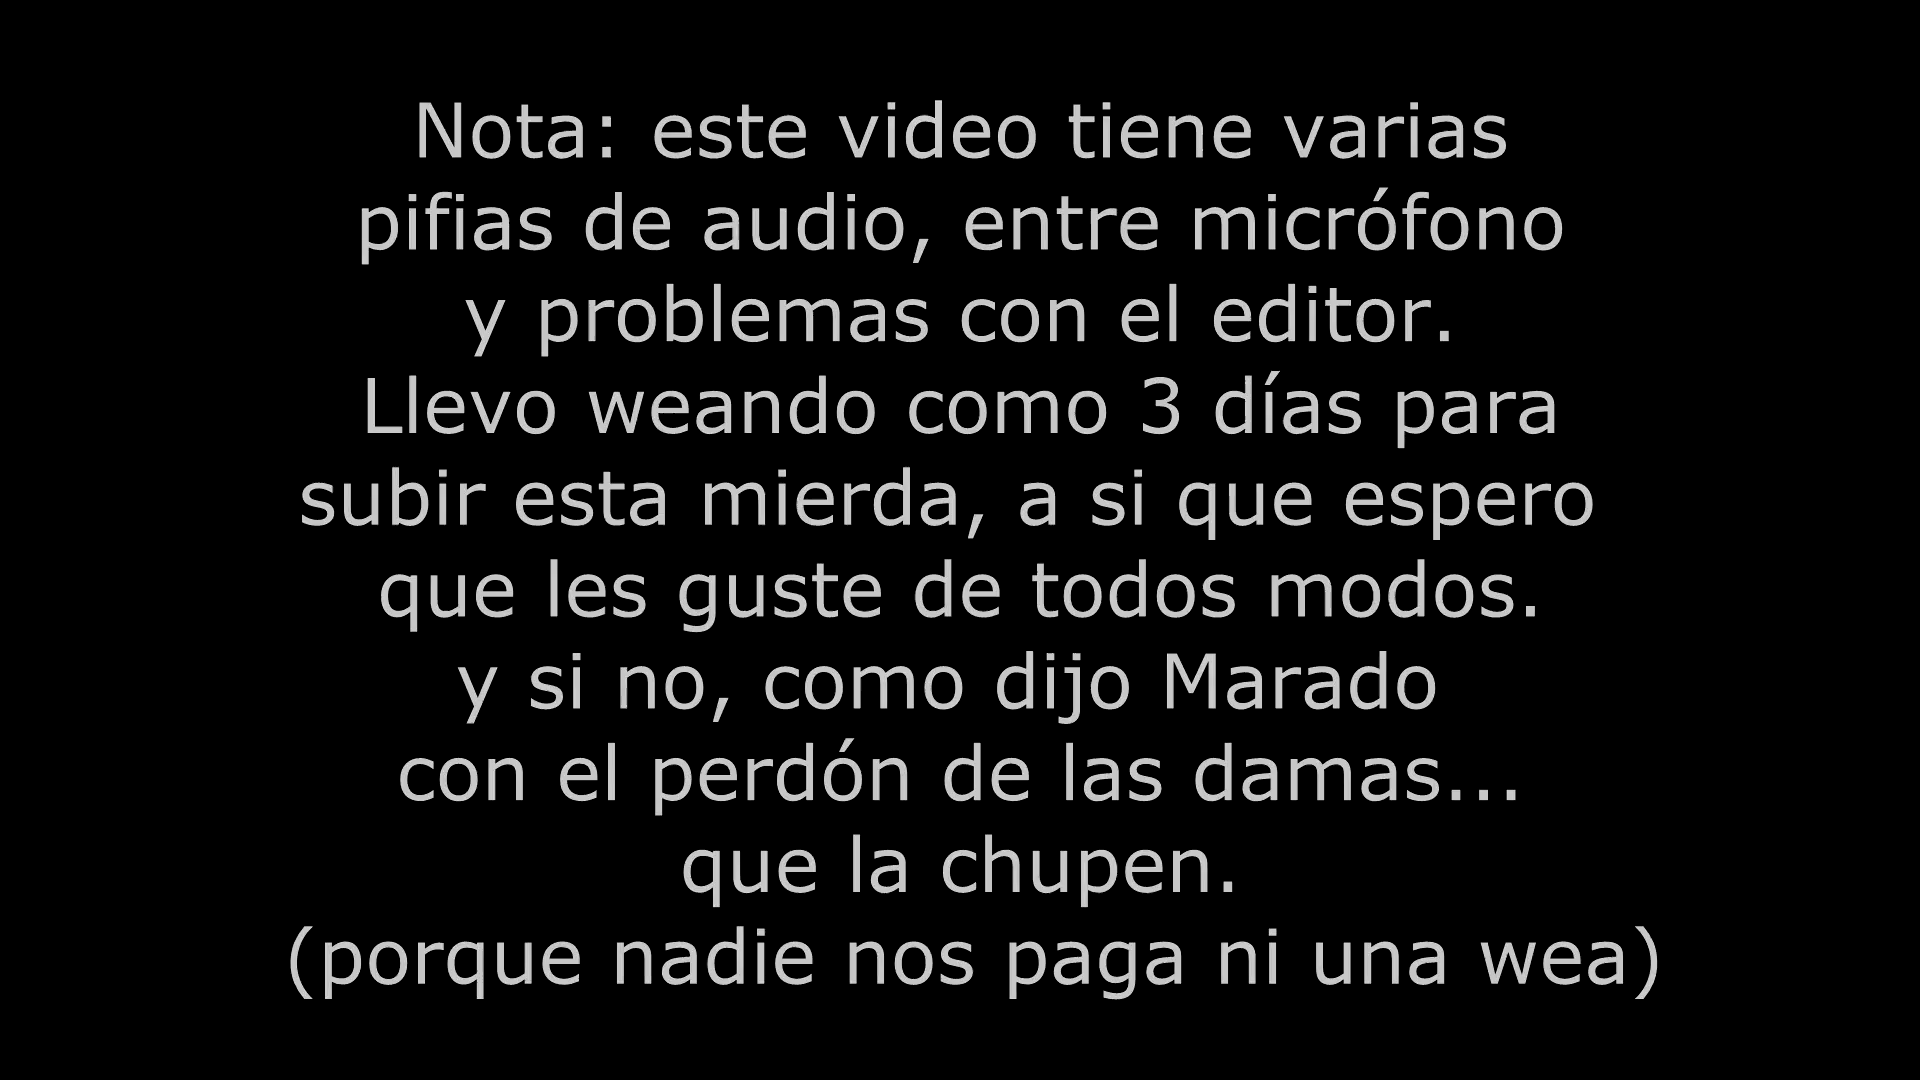 Nota: este video tiene varias
pifias de audio, entre micrófono
y problemas con el editor.
Llevo weando como 3 días para
subir esta mierda, a si que espero
que les guste de todos modos.
y si no, como dijo Marado
con el perdón de las damas...
que la chupen.
(porque nadie nos paga ni una wea)